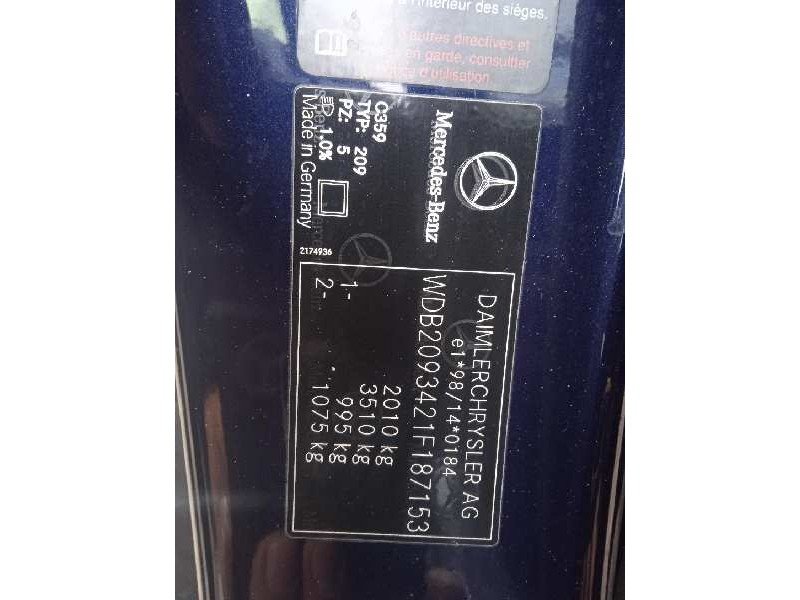 à l'intérieur des sièges.
autres directives et
en garde, consulter
d'utilisation.
Mercedes-Benz
C359
TYP: 209
PZ: 5
1.0%
Made in Germany
2174936
DAIMLERCHRYSLER AG
e1*98/14*0184
WDB2093421F187153
2010 kg
3510 kg
1- 995 kg
2- 1075 kg